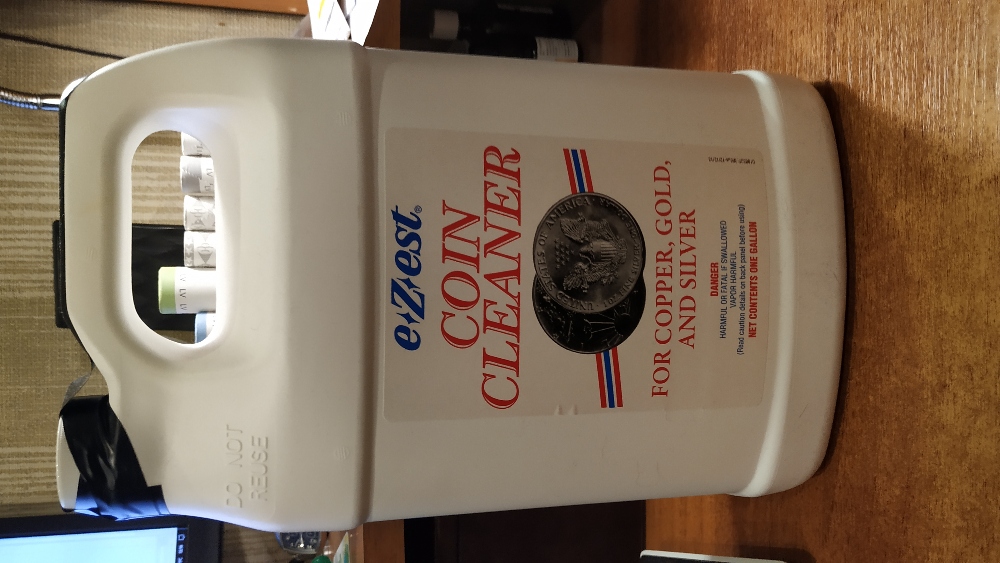 e*Z*est®
COIN
CLEANER
FOR COPPER, GOLD,
AND SILVER
DANGER
HARMFUL OR FATAL IF SWALLOWED
VAPOR HARMFUL
(Read caution details on back panel before using)
NET CONTENTS ONE GALLON
DO NOT
REUSE